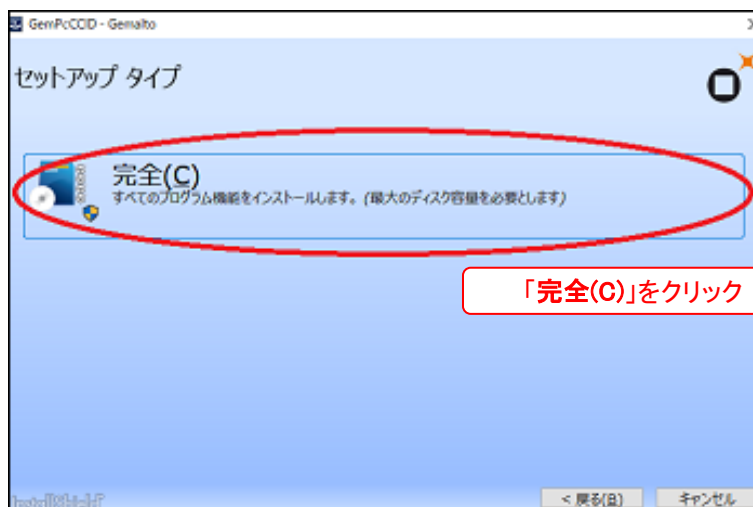 GemPcCCID - Gemalto
セットアップ タイプ
完全(C)
すべてのプログラム機能をインストールします。(最大のディスク容量を必要とします)
「完全(C)」をクリック
InstallShield
< 戻る(B)
キャンセル